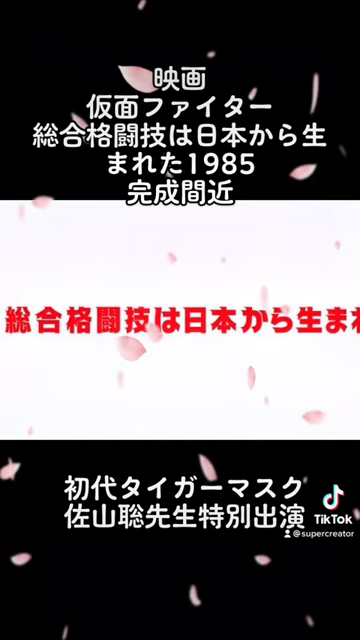 映画
仮面ファイター
総合格闘技は日本から生
まれた1985
完成間近
総合格闘技は日本から生ま
初代タイガーマスク
佐山聡先生特別出演
TikTok
@supercreator